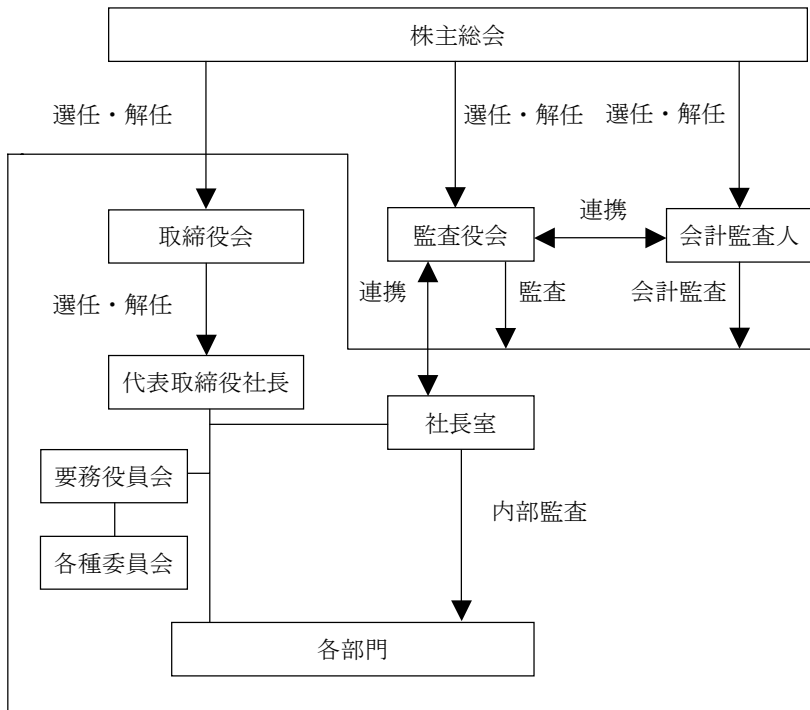 株主総会
選任・解任
選任・解任
選任・解任
取締役会
監査役会
連携
会計監査人
選任・解任
連携
監査
会計監査
代表取締役社長
社長室
要務役員会
内部監査
各種委員会
各部門